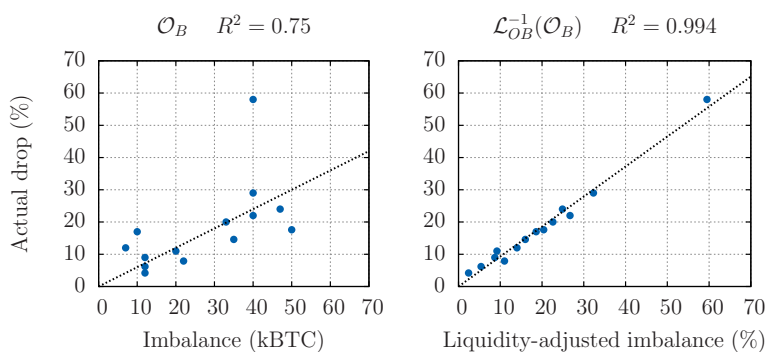 𝒪_B R² = 0.75
ℒ_{OB}^{-1}(𝒪_B) R² = 0.994
Actual drop (%)
70
60
50
40
30
20
10
0
0 10 20 30 40 50 60 70
Imbalance (kBTC)
70
60
50
40
30
20
10
0
0 10 20 30 40 50 60 70
Liquidity-adjusted imbalance (%)